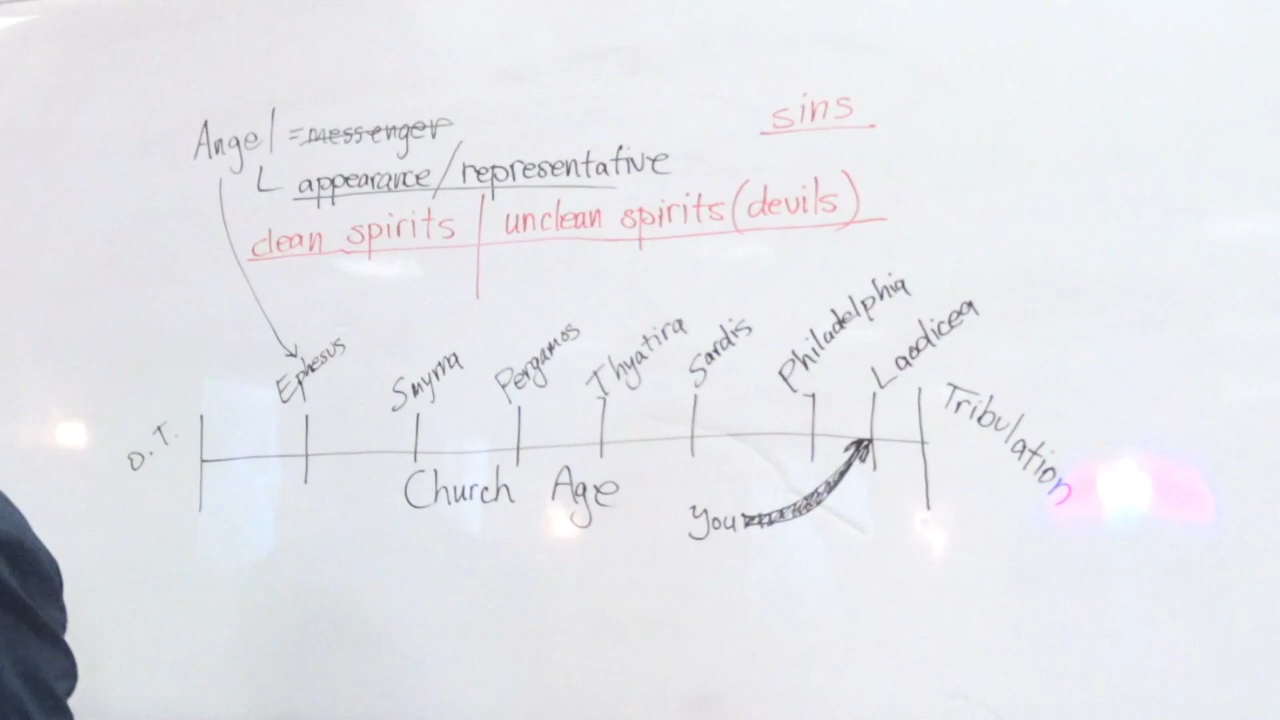 Angel = messenger
sins
appearance/representative
clean spirits | unclean spirits (devils)
Ephesus
Smyrna
Pergamos
Thyatira
Sardis
Philadelphia
Laodicea
Tribulation
O.T.
Church Age
You